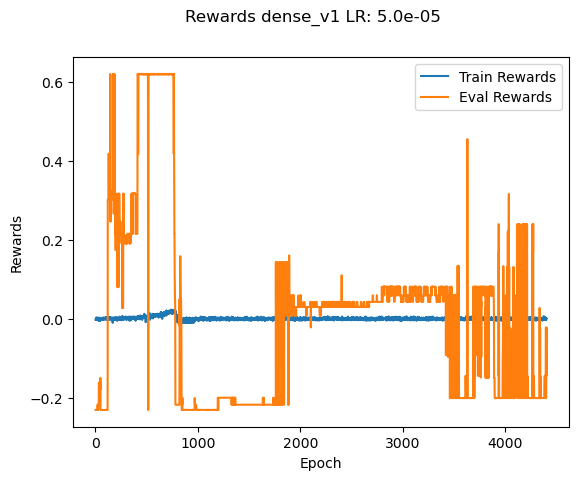 Rewards dense_v1 LR: 5.0e-05
Train Rewards
Eval Rewards
Rewards
0.6
0.4
0.2
0.0
−0.2
0 1000 2000 3000 4000
Epoch